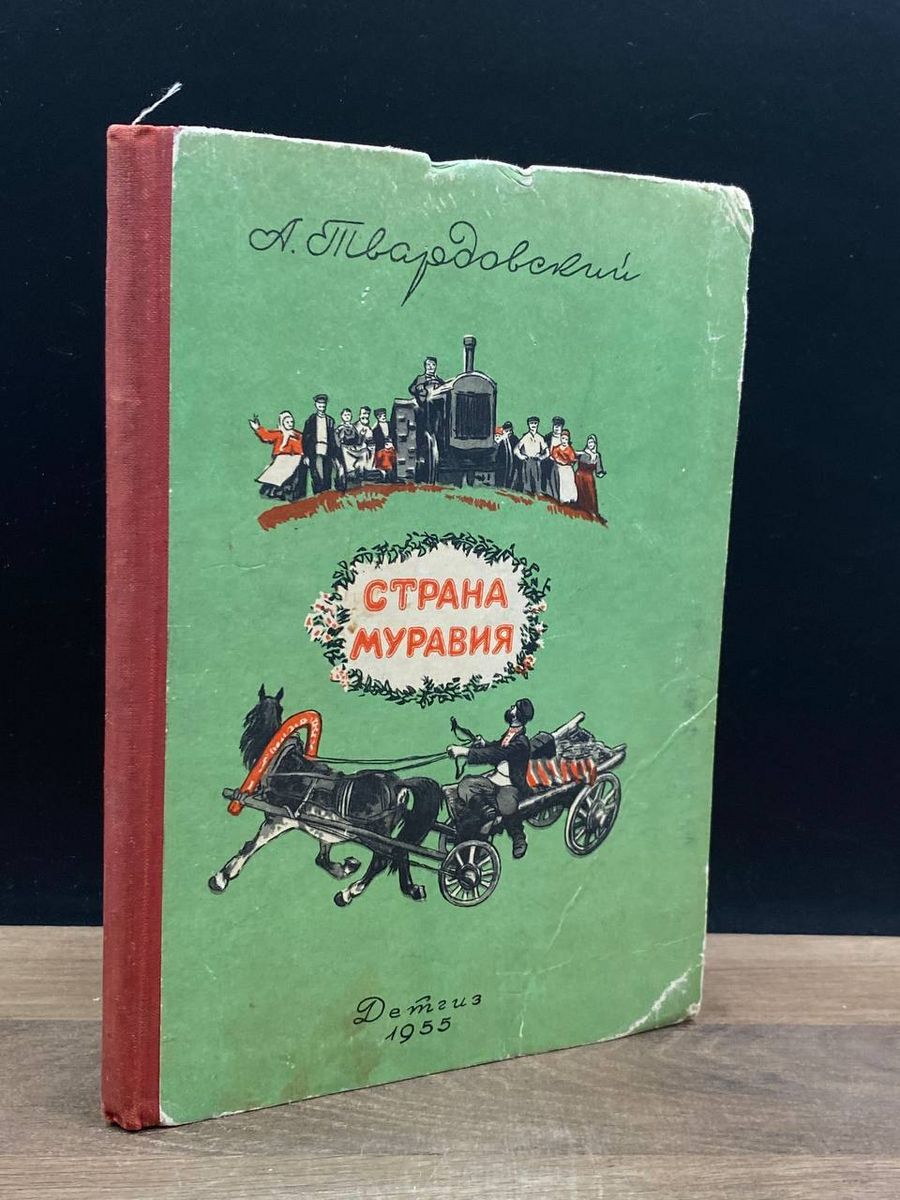 А. Твардовский
СТРАНА
МУРАВИЯ
Детгиз
1955